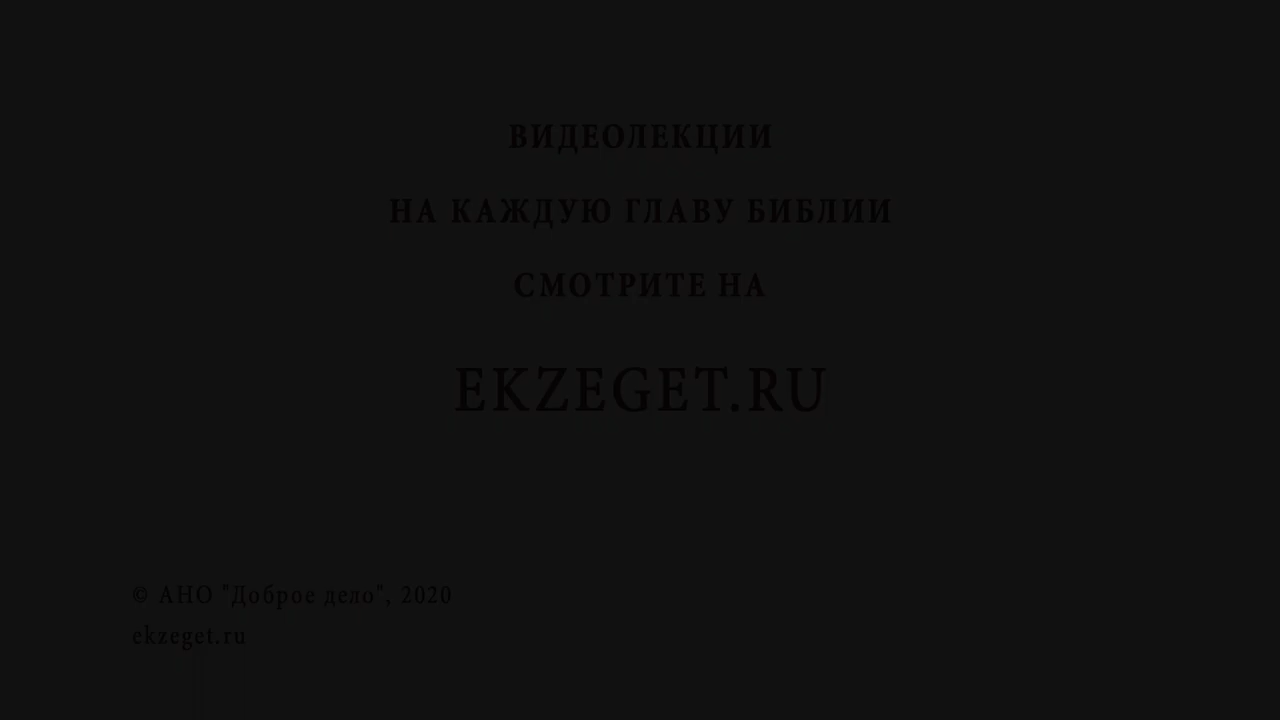 ВИДЕОЛЕКЦИИ
НА КАЖДУЮ ГЛАВУ БИБЛИИ
СМОТРИТЕ НА
EKZEGET.RU
© АНО "Доброе дело", 2020
ekzeget.ru